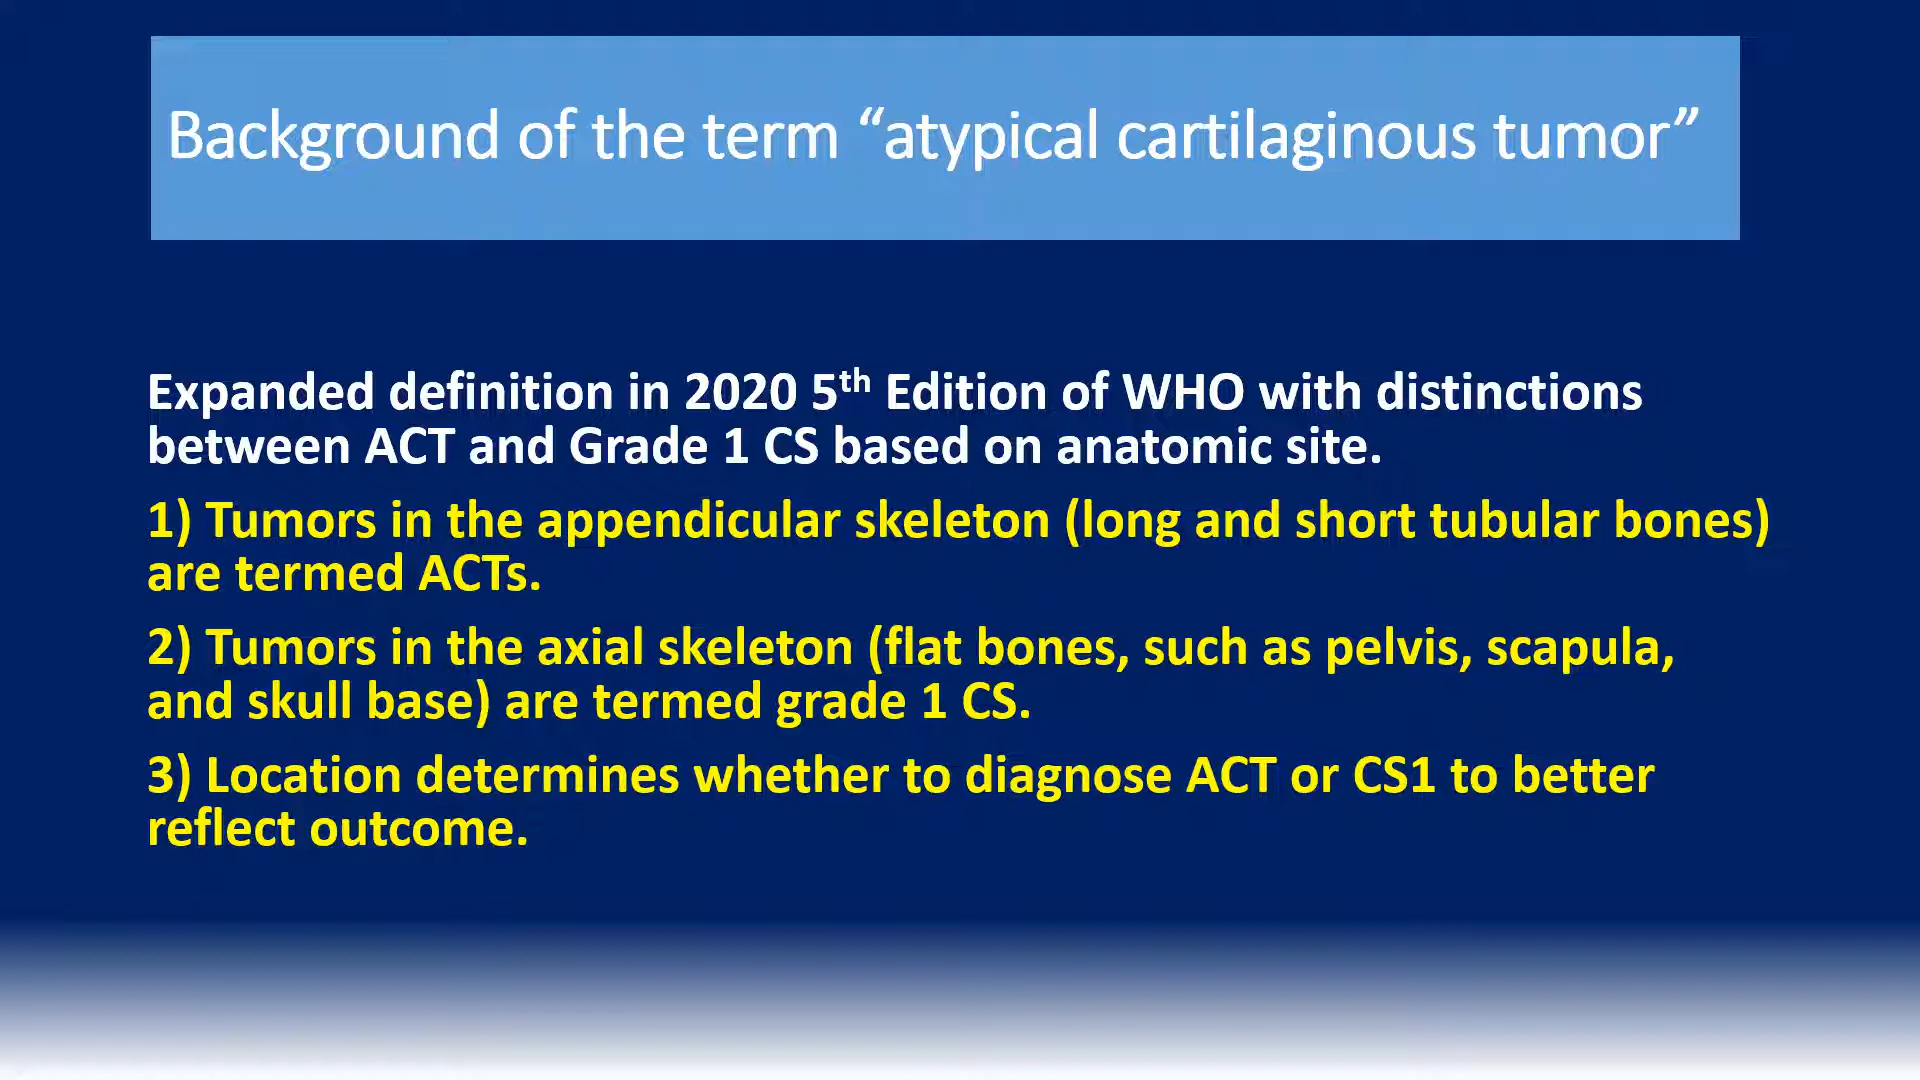 Background of the term “atypical cartilaginous tumor”
Expanded definition in 2020 5th Edition of WHO with distinctions
between ACT and Grade 1 CS based on anatomic site.
1) Tumors in the appendicular skeleton (long and short tubular bones)
are termed ACTs.
2) Tumors in the axial skeleton (flat bones, such as pelvis, scapula,
and skull base) are termed grade 1 CS.
3) Location determines whether to diagnose ACT or CS1 to better
reflect outcome.